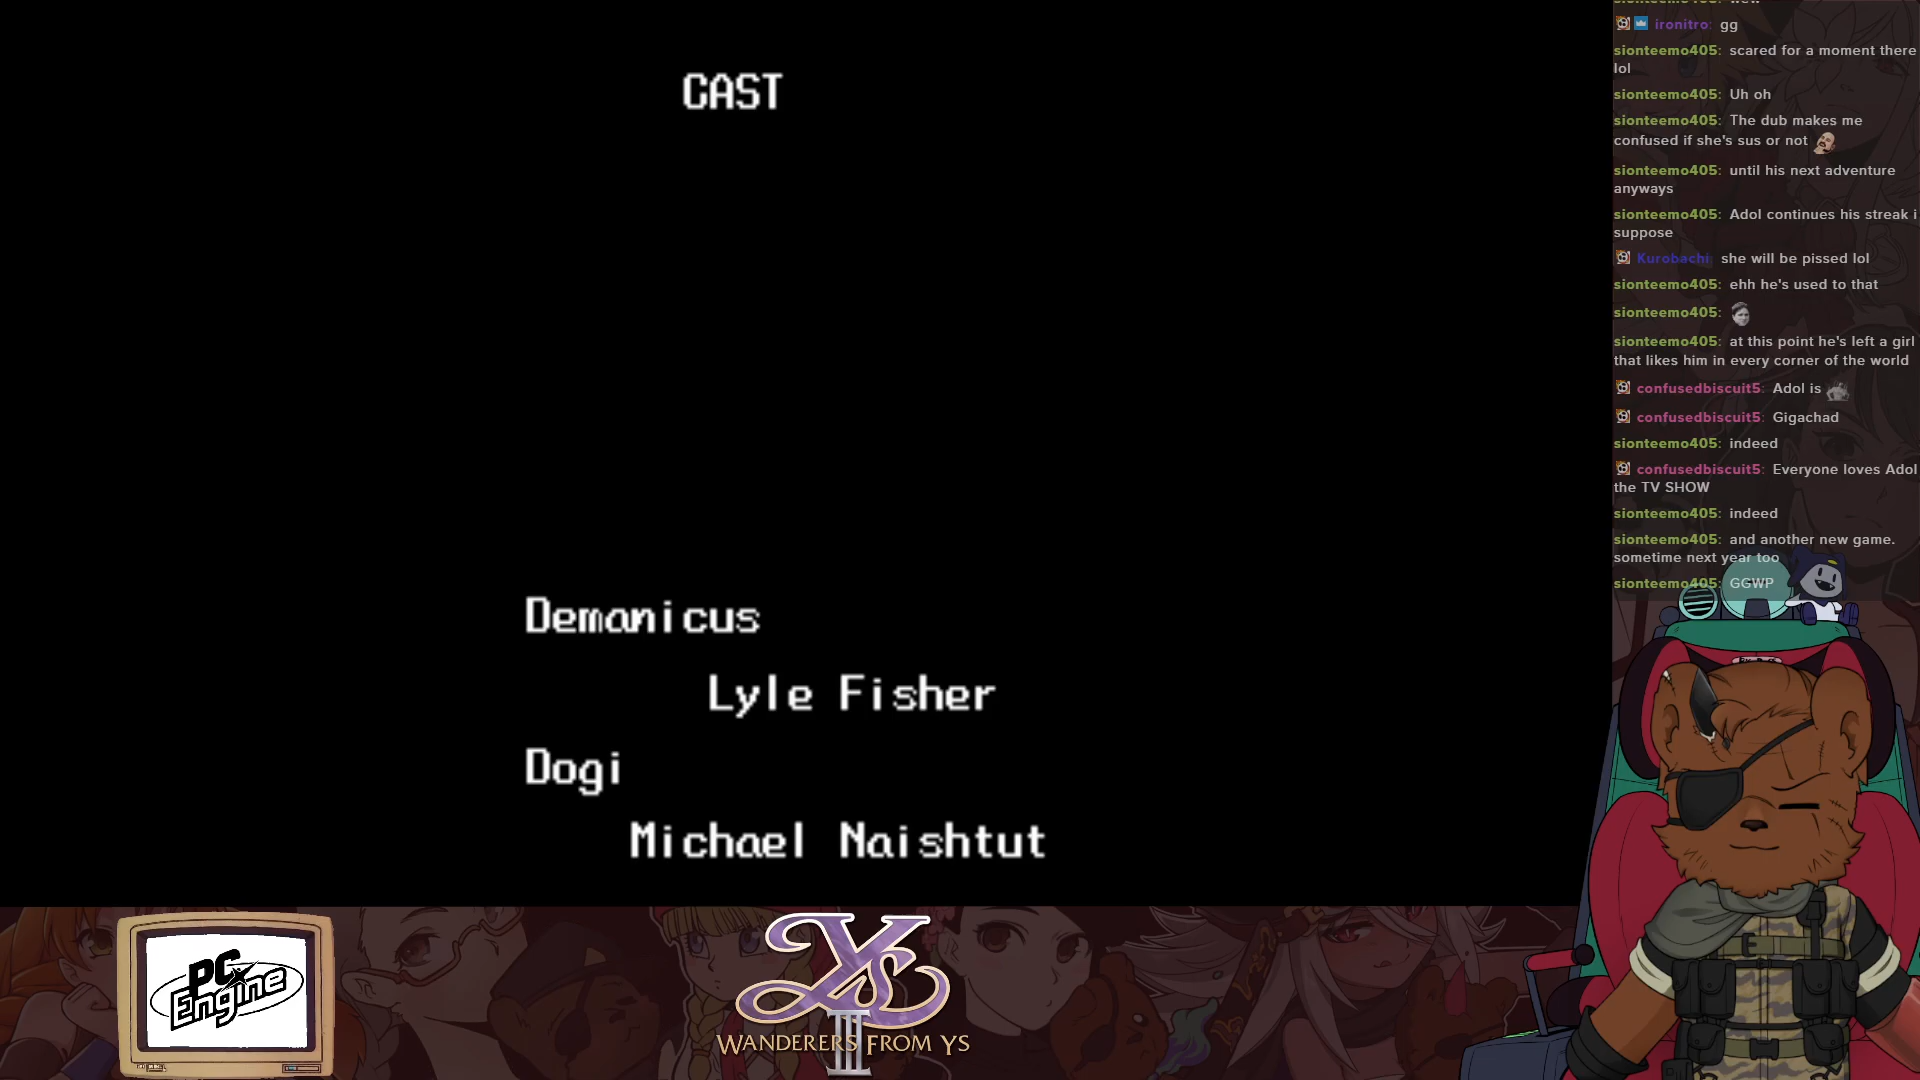 CAST
Demanicus
Lyle Fisher
Dogi
Michael Naishtut
ironitro: gg
sionteemo405: scared for a moment there
lol
sionteemo405: Uh oh
sionteemo405: The dub makes me
confused if she's sus or not
sionteemo405: until his next adventure
anyways
sionteemo405: Adol continues his streak i
suppose
Kurobachi: she will be pissed lol
sionteemo405: ehh he's used to that
sionteemo405:
sionteemo405: at this point he's left a girl
that likes him in every corner of the world
confusedbiscuit5: Adol is
confusedbiscuit5: Gigachad
sionteemo405: indeed
confusedbiscuit5: Everyone loves Adol
the TV SHOW
sionteemo405: indeed
sionteemo405: and another new game.
sometime next year too
sionteemo405: GGWP
PC
Engine
Ys
III
WANDERERS FROM YS